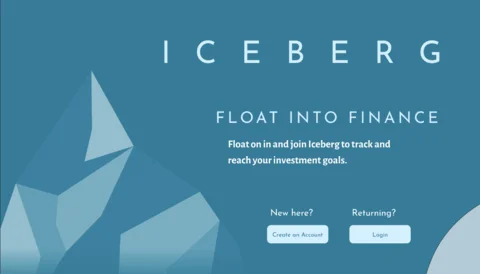 ICEBERG
FLOAT INTO FINANCE
Float on in and join Iceberg to track and
reach your investment goals.
New here? Returning?
Create an Account Login